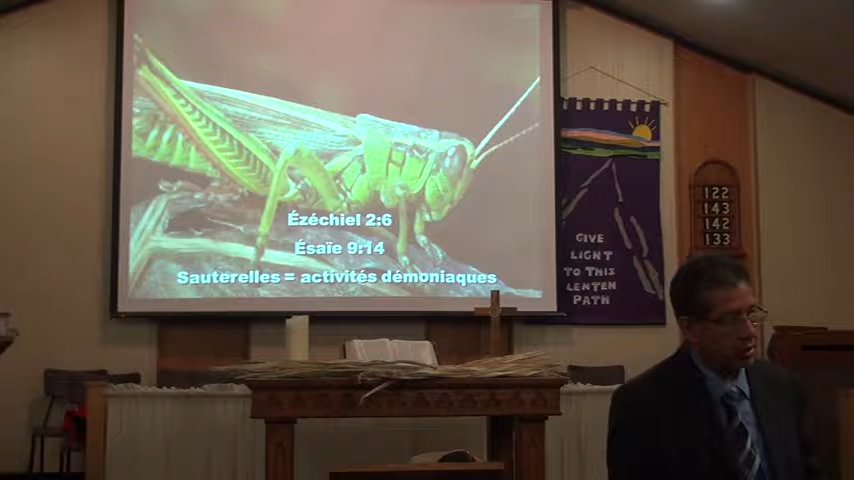 Ézéchiel 2:6
Ésaïe 9:14
Sauterelles = activités démoniaques
GIVE
LIGHT
TO THIS
LENTEN
PATH
122
143
142
133